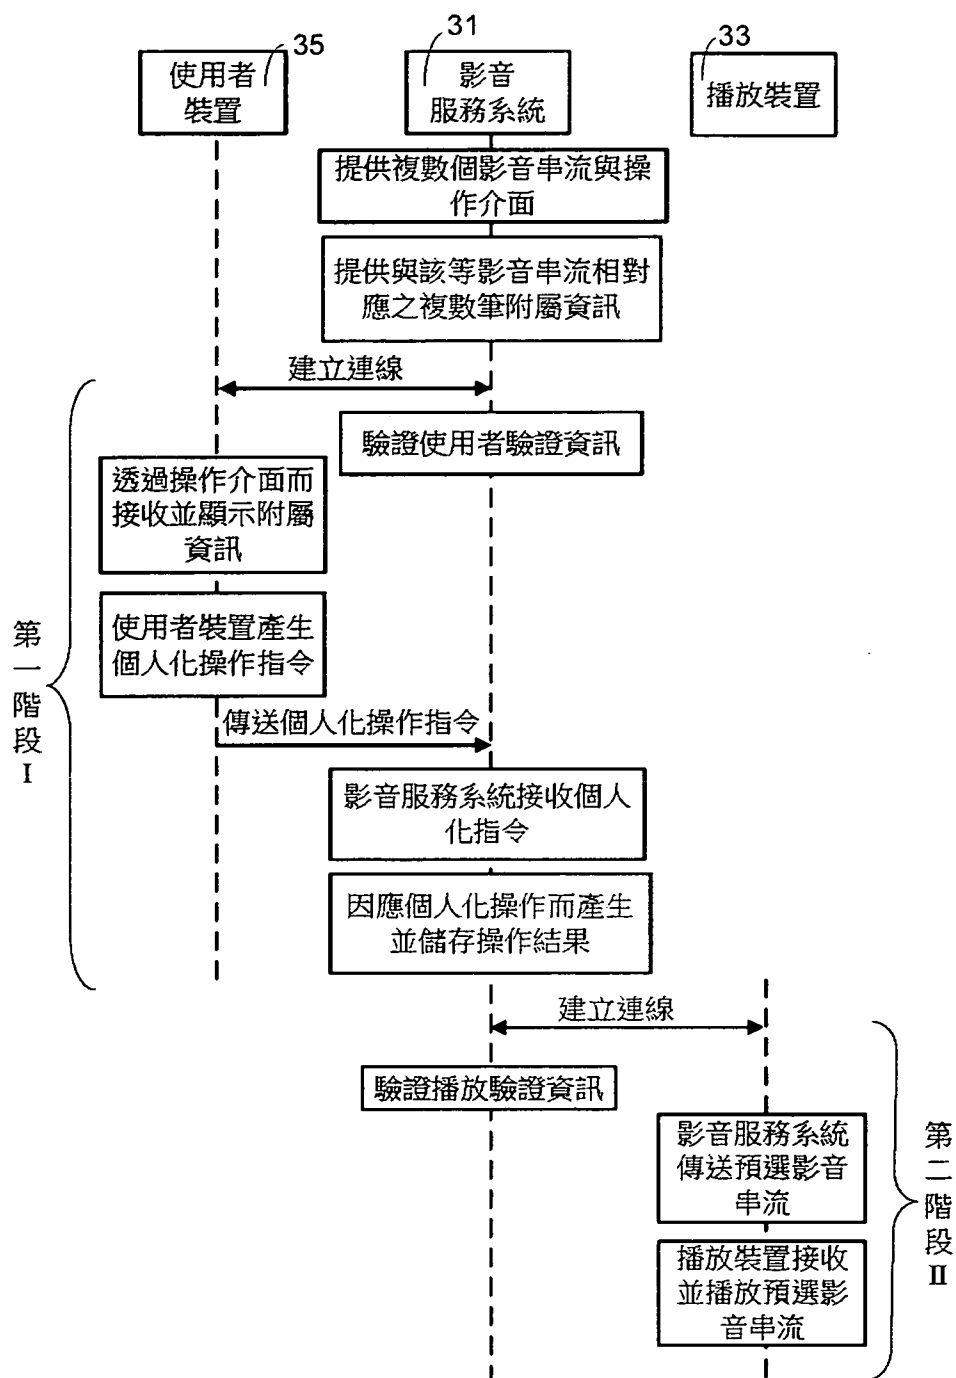 35
31
33
使用者
裝置
影音
服務系統
播放裝置
提供複數個影音串流與操
作介面
提供與該等影音串流相對
應之複數筆附屬資訊
建立連線
驗證使用者驗證資訊
透過操作介面而
接收並顯示附屬
資訊
使用者裝置產生
個人化操作指令
傳送個人化操作指令
影音服務系統接收個人
化指令
因應個人化操作而產生
並儲存操作結果
第一階段I
建立連線
驗證播放驗證資訊
影音服務系統
傳送預選影音
串流
播放裝置接收
並播放預選影
音串流
第二階段II